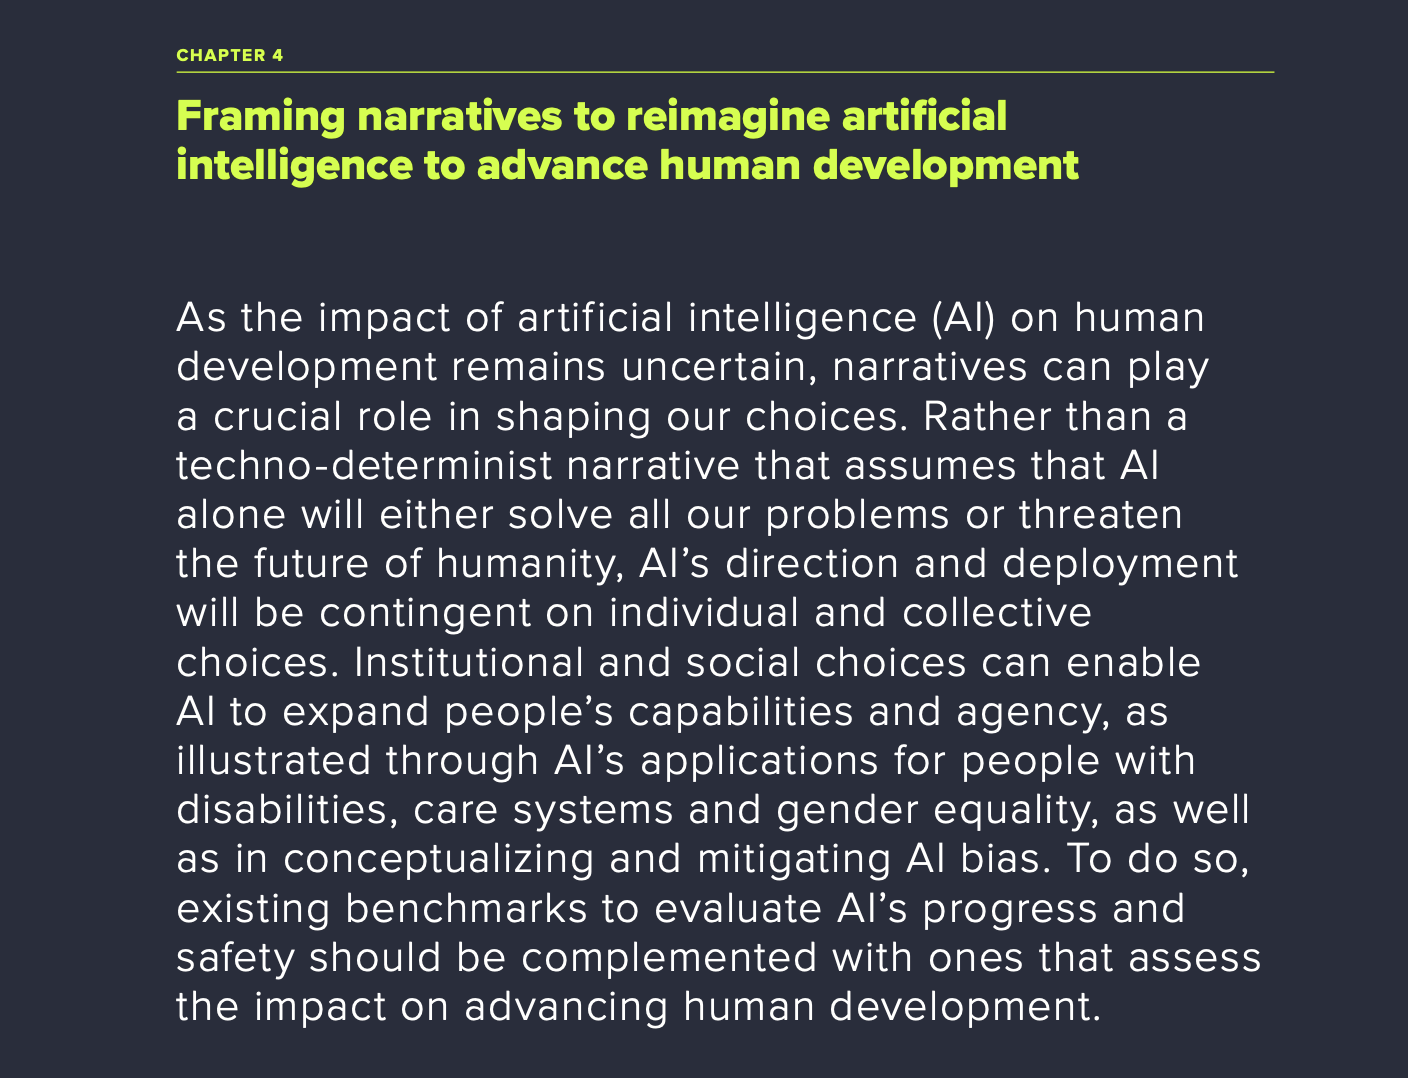 CHAPTER 4
Framing narratives to reimagine artificial
intelligence to advance human development
As the impact of artificial intelligence (AI) on human
development remains uncertain, narratives can play
a crucial role in shaping our choices. Rather than a
techno-determinist narrative that assumes that AI
alone will either solve all our problems or threaten
the future of humanity, AI’s direction and deployment
will be contingent on individual and collective
choices. Institutional and social choices can enable
AI to expand people’s capabilities and agency, as
illustrated through AI’s applications for people with
disabilities, care systems and gender equality, as well
as in conceptualizing and mitigating AI bias. To do so,
existing benchmarks to evaluate AI’s progress and
safety should be complemented with ones that assess
the impact on advancing human development.